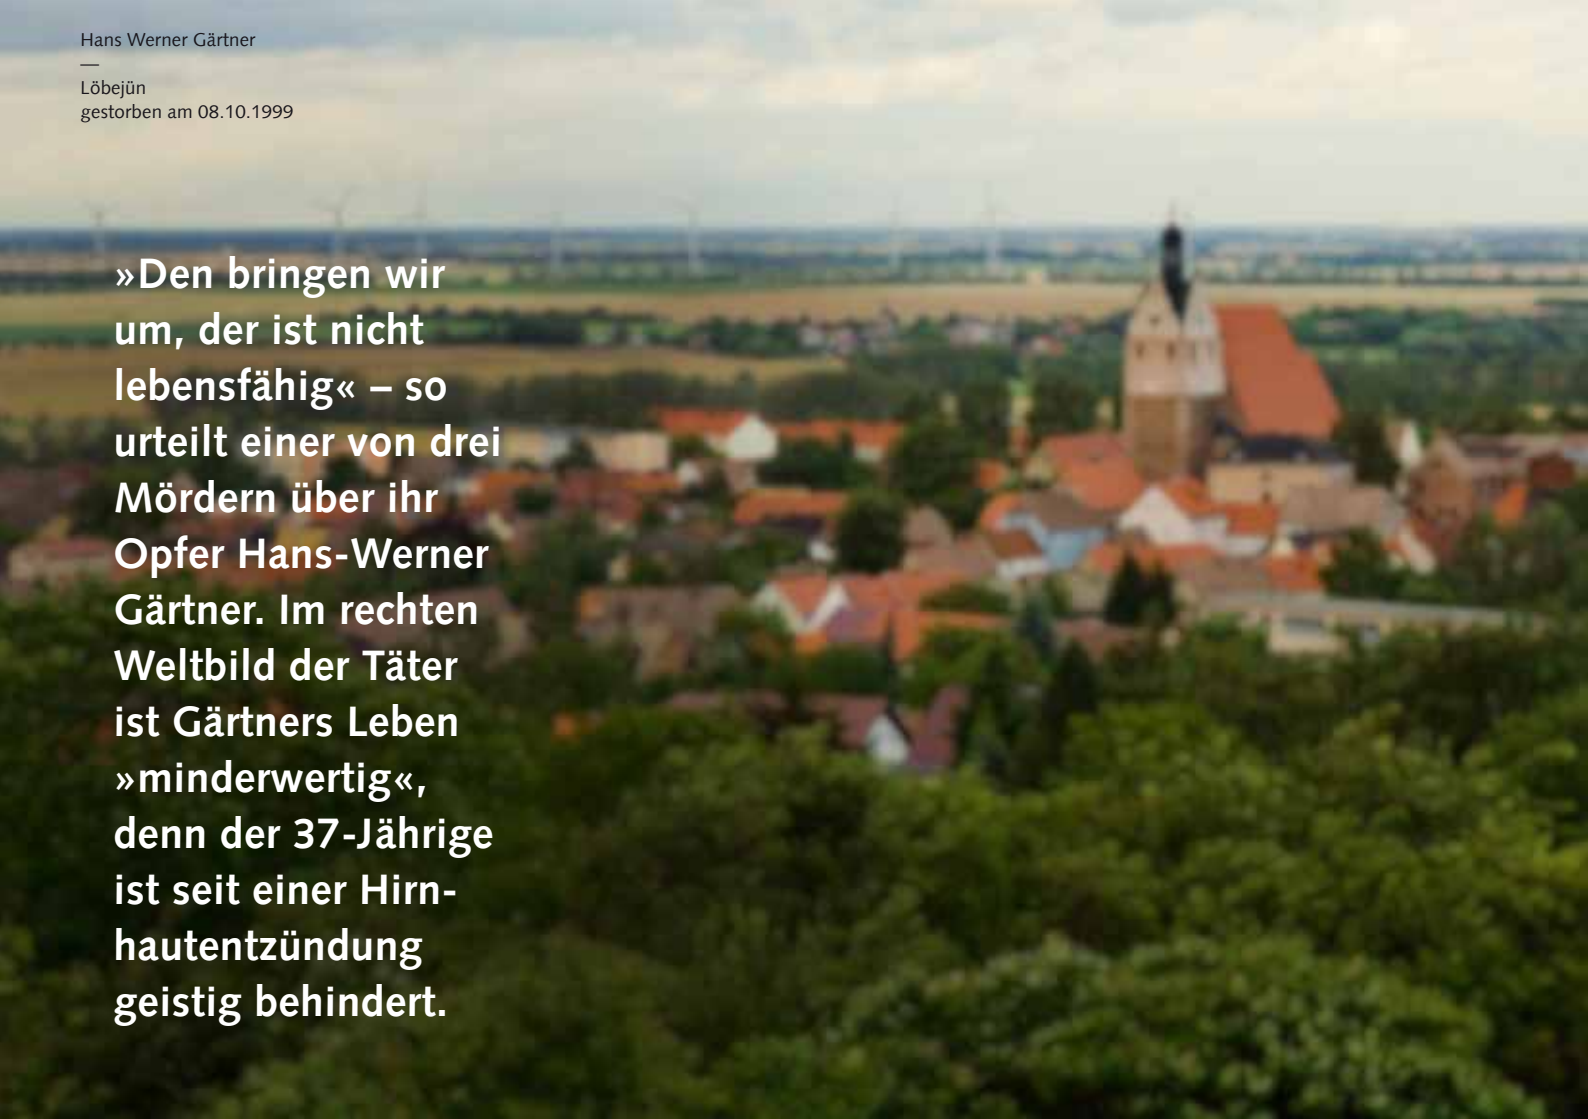 Hans Werner Gärtner
—
Löbejün
gestorben am 08.10.1999
»Den bringen wir
um, der ist nicht
lebensfähig« – so
urteilt einer von drei
Mördern über ihr
Opfer Hans-Werner
Gärtner. Im rechten
Weltbild der Täter
ist Gärtners Leben
»minderwertig«,
denn der 37-Jährige
ist seit einer Hirn-
hautentzündung
geistig behindert.